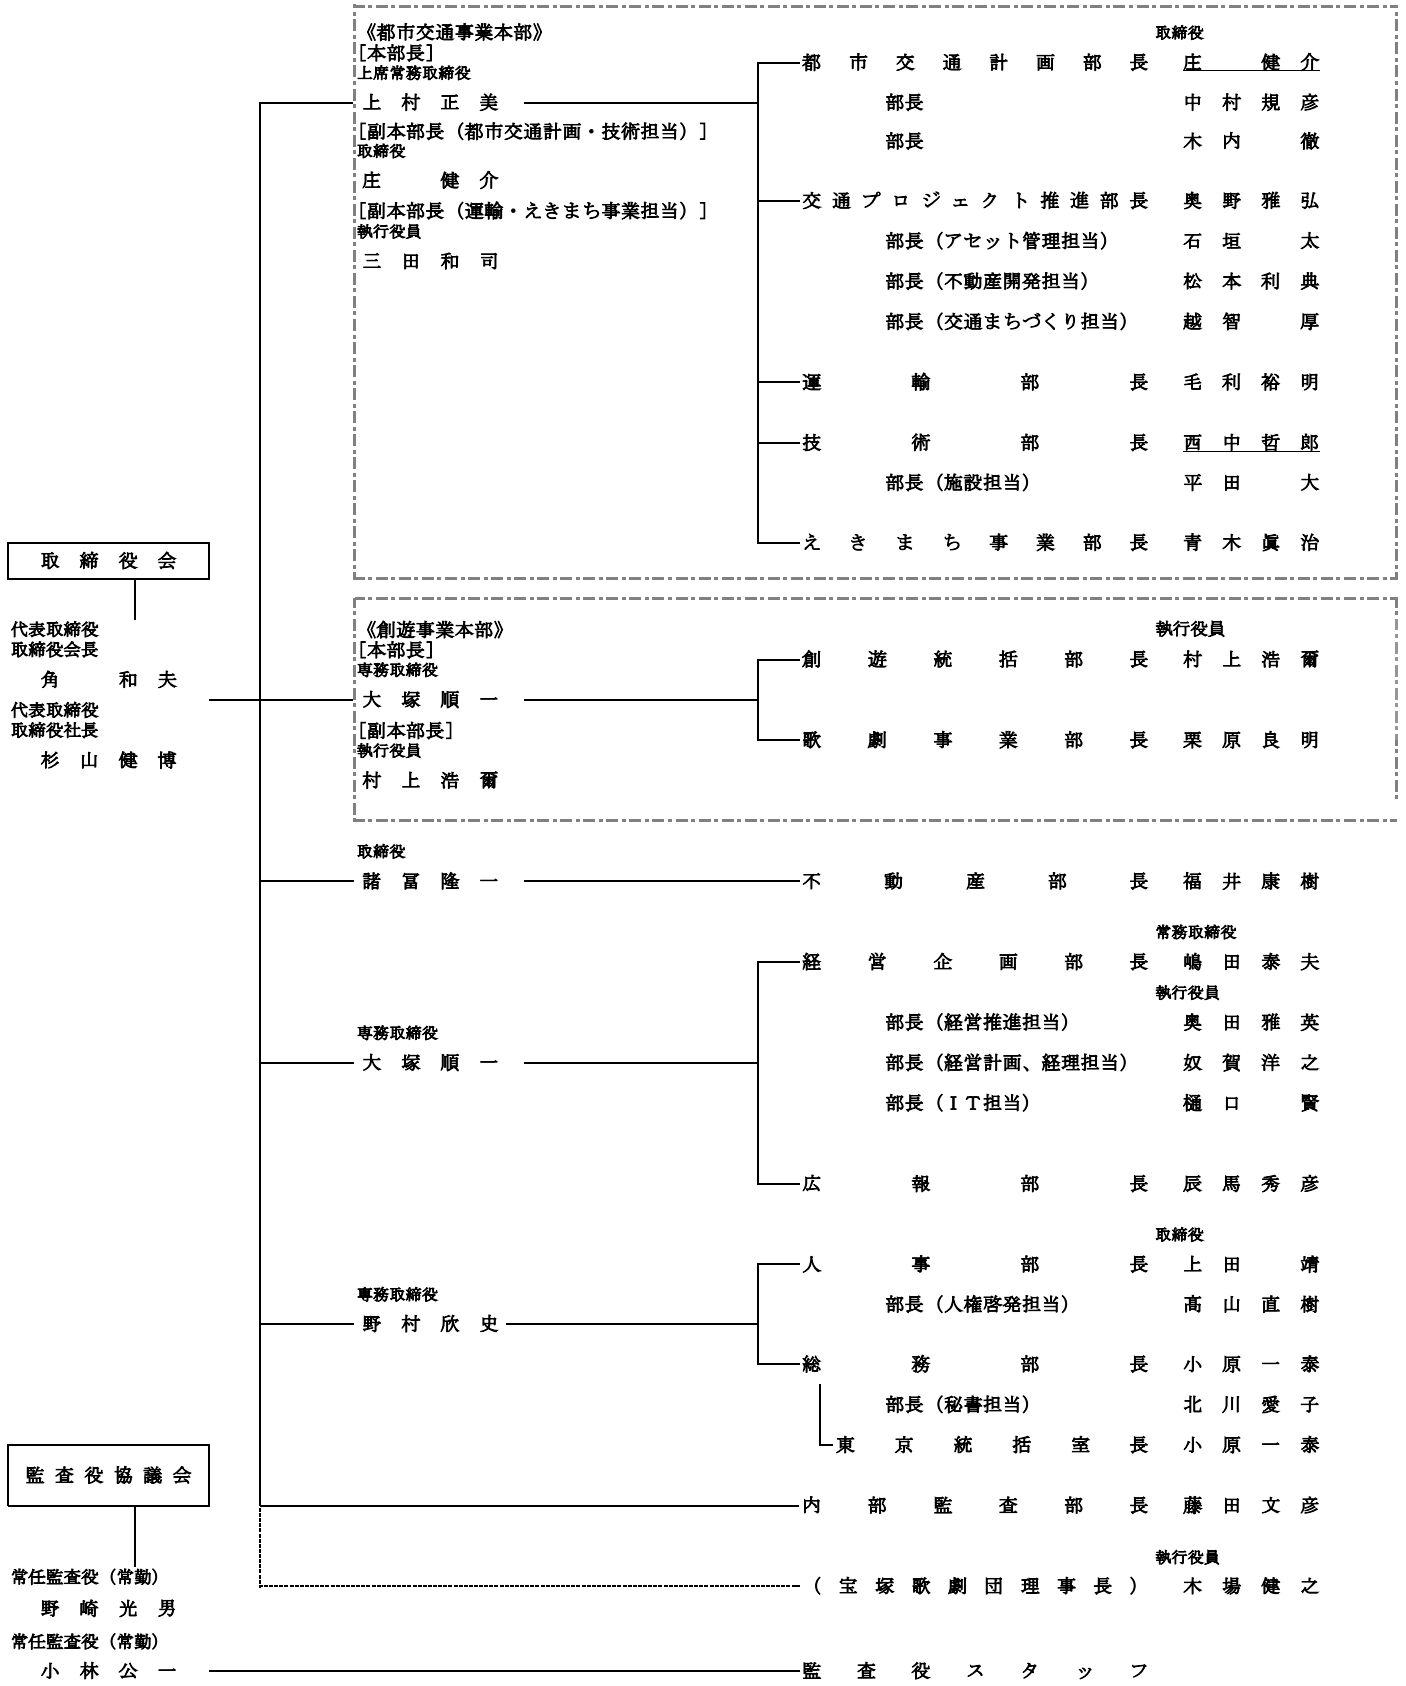 《都市交通事業本部》
[本部長]
上席常務取締役
上村正美
[副本部長（都市交通計画・技術担当）]
取締役
庄健介
[副本部長（運輸・えきまち事業担当）]
執行役員
三田和司
取締役
都市交通計画部長 庄健介
部長 中村規彦
部長 木内徹
交通プロジェクト推進部長 奥野雅弘
部長（アセット管理担当） 石垣太
部長（不動産開発担当） 松本利典
部長（交通まちづくり担当） 越智厚
運輸部長 毛利裕明
技術部長 西中哲郎
部長（施設担当） 平田大
えきまち事業部長 青木眞治
取締役会
代表取締役
取締役会長
角和夫
代表取締役
取締役社長
杉山健博
《創遊事業本部》
[本部長]
専務取締役
大塚順一
[副本部長]
執行役員
村上浩爾
執行役員
創遊統括部長 村上浩爾
歌劇事業部長 栗原良明
取締役
諸冨隆一
不動産部長 福井康樹
専務取締役
大塚順一
常務取締役
経営企画部長 嶋田泰夫
執行役員
部長（経営推進担当） 奥田雅英
部長（経営計画、経理担当） 奴賀洋之
部長（ＩＴ担当） 樋口賢
広報部長 辰馬秀彦
専務取締役
野村欣史
取締役
人事部長 上田靖
部長（人権啓発担当） 髙山直樹
総務部長 小原一泰
部長（秘書担当） 北川愛子
東京統括室長 小原一泰
内部監査部長 藤田文彦
執行役員
（宝塚歌劇団理事長） 木場健之
監査役協議会
常任監査役（常勤）
野崎光男
常任監査役（常勤）
小林公一
監査役スタッフ